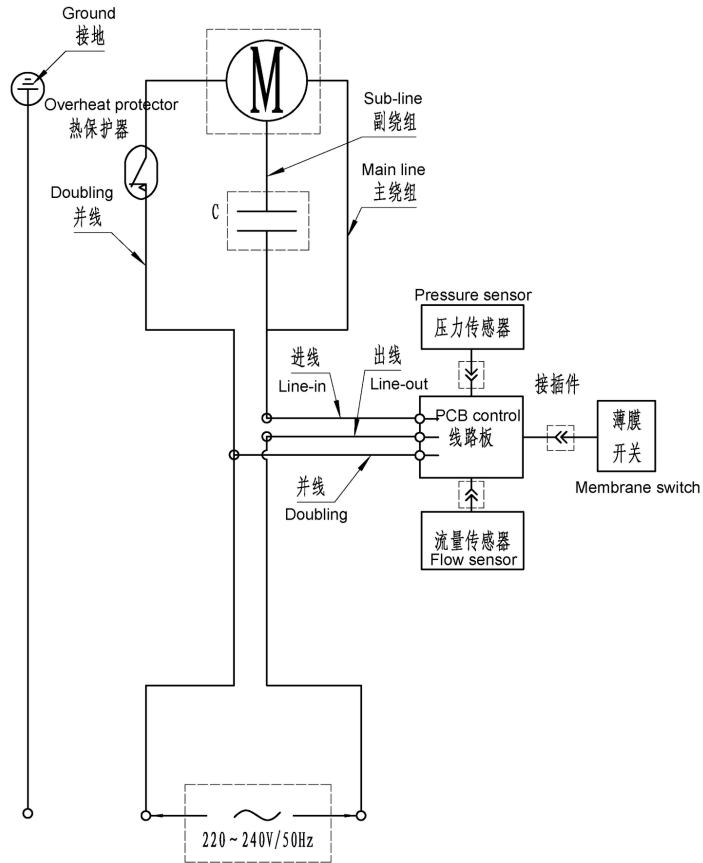 Ground
接地
Overheat protector
热保护器
M
Sub-line
副绕组
Doubling
并线
C
Main line
主绕组
Pressure sensor
压力传感器
进线
Line-in
出线
Line-out
接插件
PCB control
线路板
薄膜
开关
Membrane switch
并线
Doubling
流量传感器
Flow sensor
220~240V/50Hz